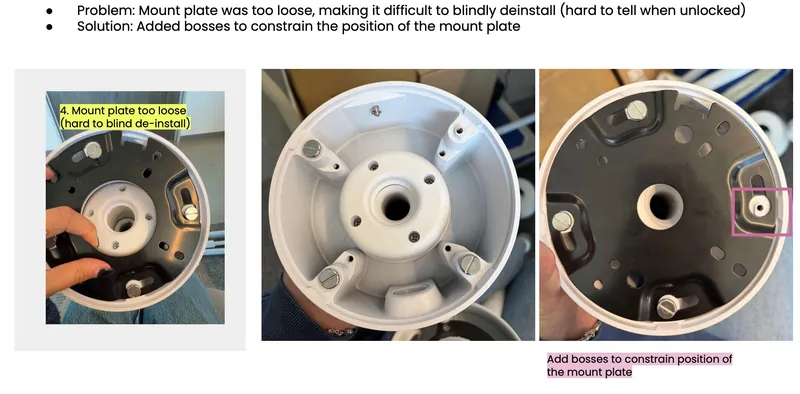 ● Problem: Mount plate was too loose, making it difficult to blindly deinstall (hard to tell when unlocked)
● Solution: Added bosses to constrain the position of the mount plate
4. Mount plate too loose
(hard to blind de-install)
Add bosses to constrain position of
the mount plate